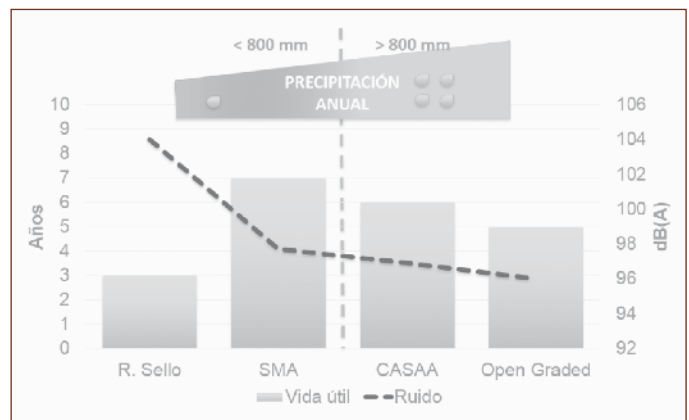 < 800 mm
> 800 mm
PRECIPITACIÓN
ANUAL
10
9
8
7
6
5
4
3
2
1
0
Años
106
104
102
100
98
96
94
92
dB(A)
R. Sello
SMA
CASAA
Open Graded
Vida útil
Ruido